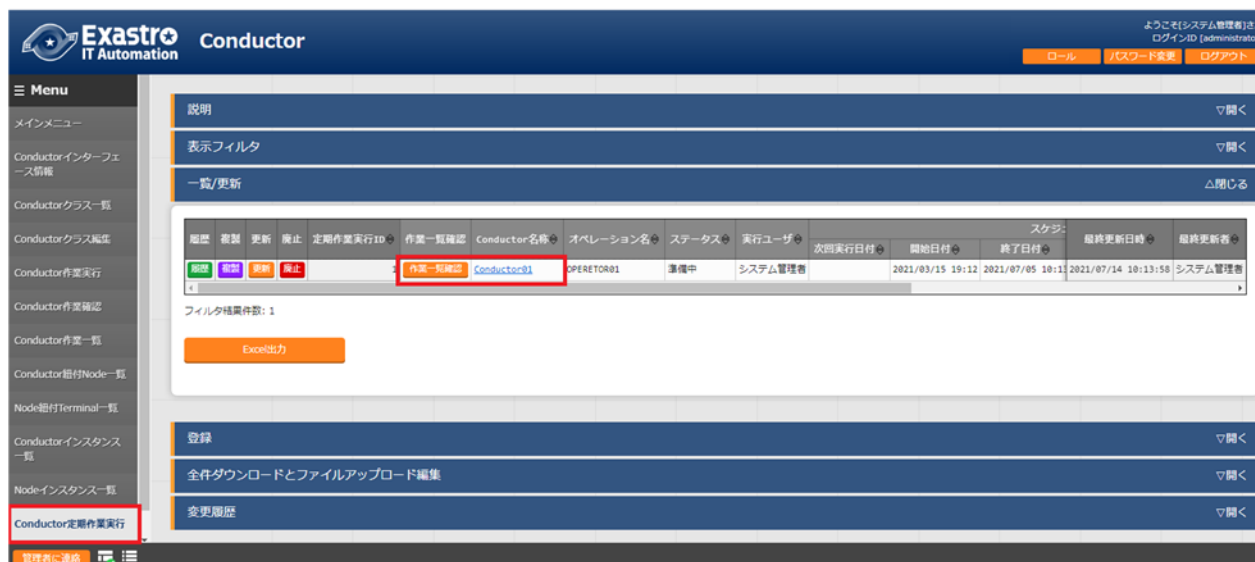 Exastro
IT Automation
Conductor
ようこそ[システム管理者]さ
ログインID [administrato
ロール
パスワード変更
ログアウト
Menu
メインメニュー
Conductorインターフェ
ース情報
Conductorクラス一覧
Conductorクラス編集
Conductor作業実行
Conductor作業確認
Conductor作業一覧
Conductor紐付Node一覧
Node紐付Terminal一覧
Conductorインスタンス
一覧
Nodeインスタンス一覧
Conductor定期作業実行
管理者に連絡
説明 ▽開く
表示フィルタ ▽開く
一覧/更新 △閉じる
履歴 複製 更新 廃止 定期作業実行ID 作業一覧確認 Conductor名称 オペレーション名 ステータス 実行ユーザ スケジ 最終更新日時 最終更新者
次回実行日付 開始日付 終了日付
履歴 複製 更新 廃止 1 作業一覧確認 Conductor01 OPERETOR01 準備中 システム管理者 2021/03/15 19:12 2021/07/05 10:1 2021/07/14 10:13:58 システム管理者
フィルタ結果件数: 1
Excel出力
登録 ▽開く
全件ダウンロードとファイルアップロード編集 ▽開く
変更履歴 ▽開く